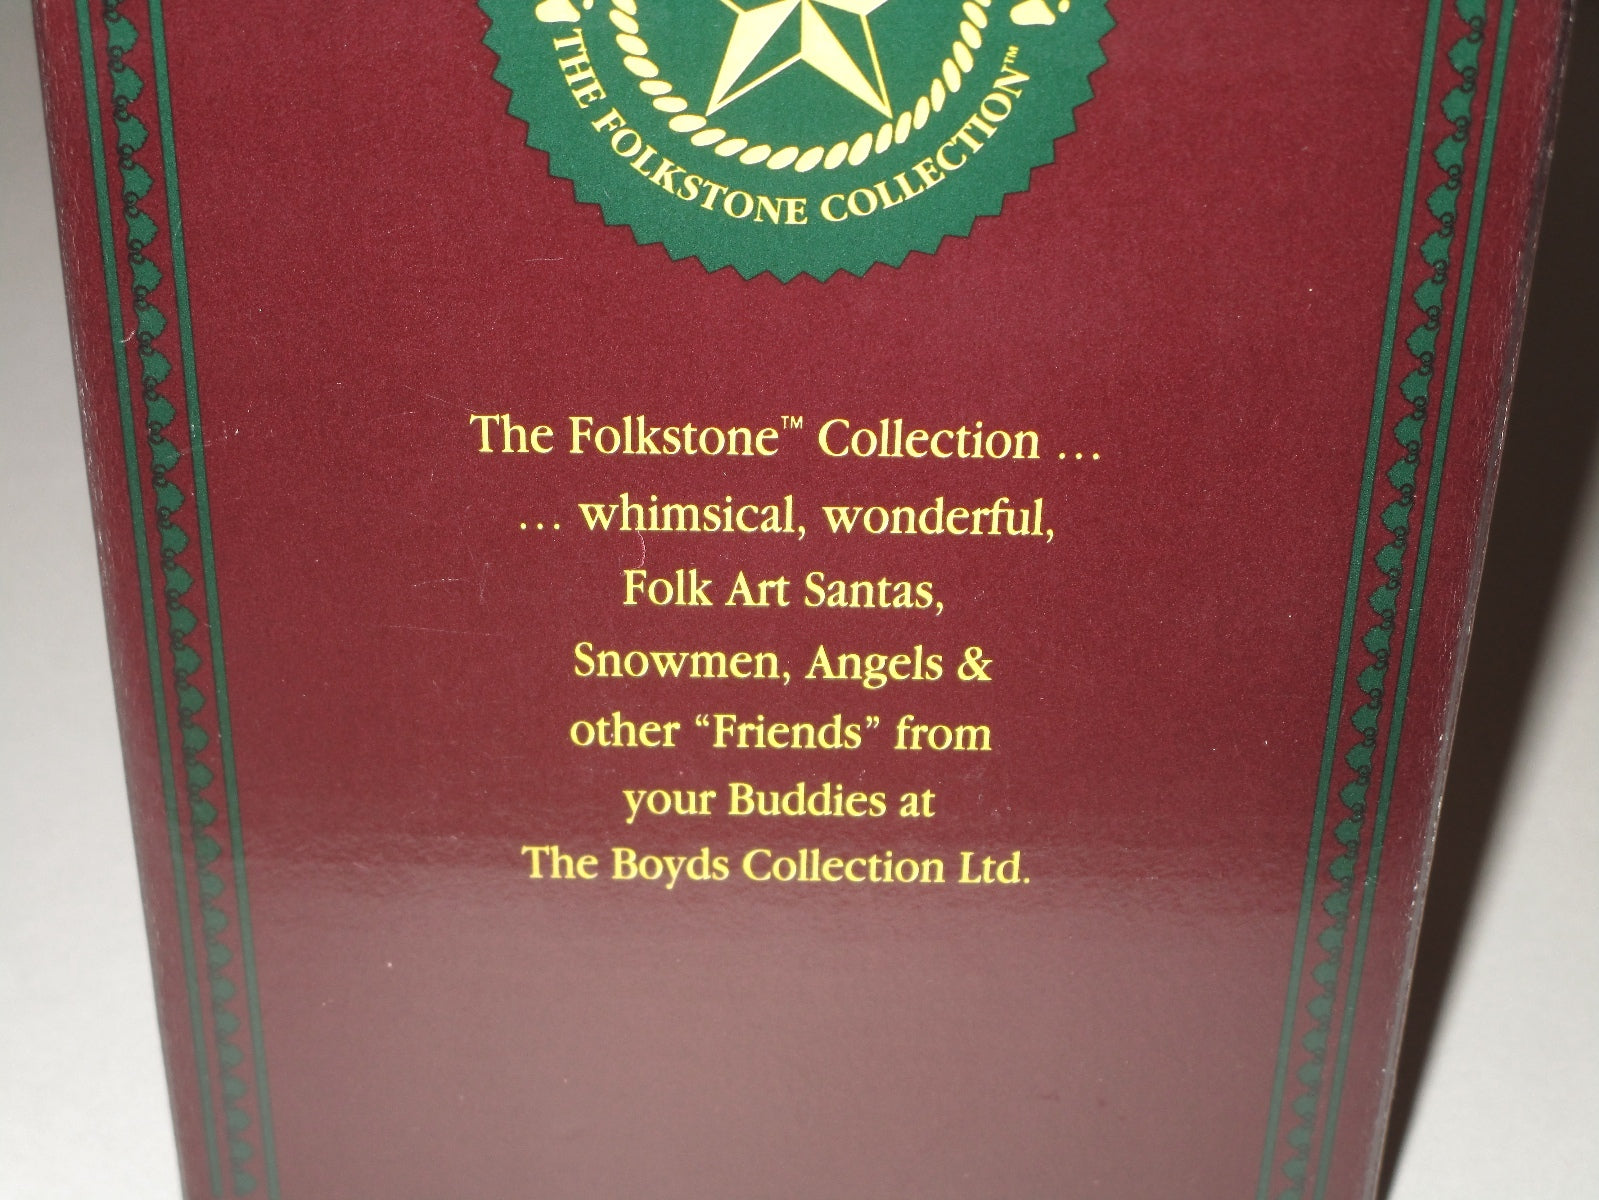 THE FOLKSTONE COLLECTION™
The Folkstone™ Collection ...
... whimsical, wonderful,
Folk Art Santas,
Snowmen, Angels &
other “Friends” from
your Buddies at
The Boyds Collection Ltd.